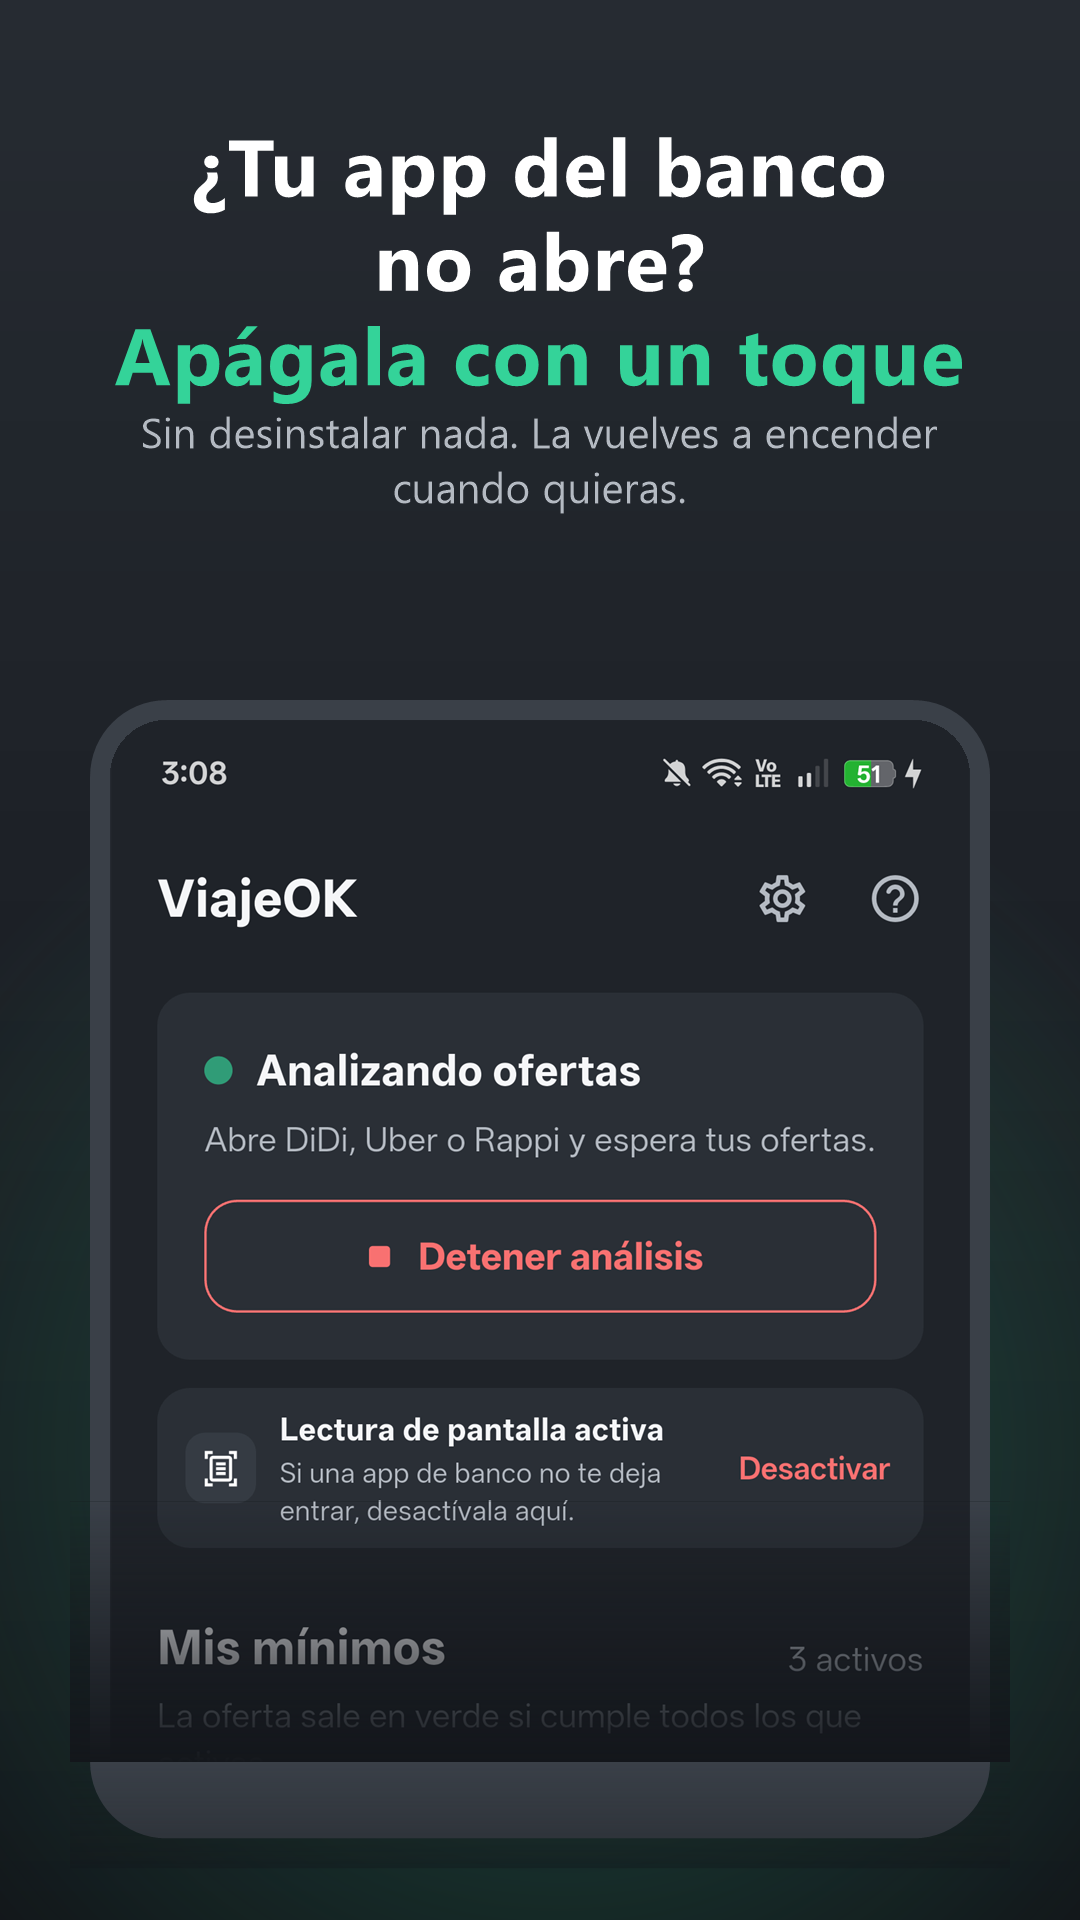 ¿Tu app del banco
no abre?
Apágala con un toque
Sin desinstalar nada. La vuelves a encender
cuando quieras.
3:08
Vo
LTE
51
ViajeOK
Analizando ofertas
Abre DiDi, Uber o Rappi y espera tus ofertas.
Detener análisis
Lectura de pantalla activa
Si una app de banco no te deja
entrar, desactívala aquí.
Desactivar
Mis mínimos
3 activos
La oferta sale en verde si cumple todos los que